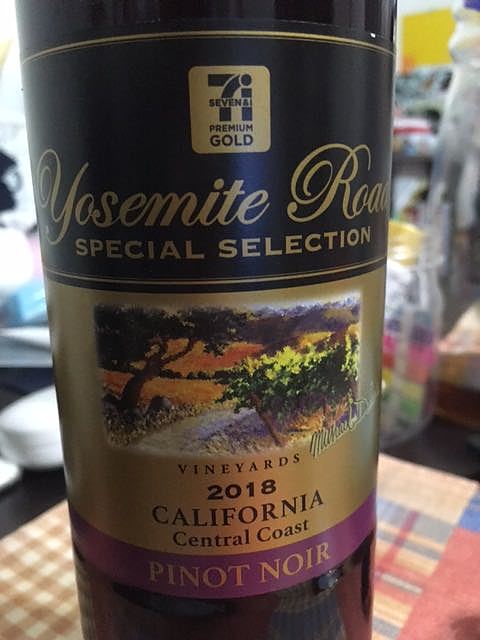 7i
SEVEN&i
PREMIUM
GOLD
Yosemite Road
SPECIAL SELECTION
VINEYARDS
2018
CALIFORNIA
Central Coast
PINOT NOIR